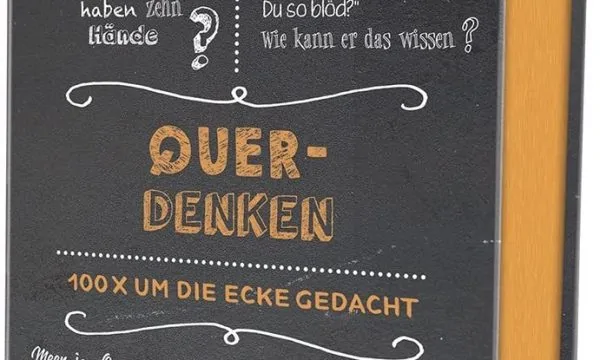 haben zehn
Hände ?
Du so blöd?"
Wie kann er das wissen ?
QUER-
DENKEN
100 X UM DIE ECKE GEDACHT